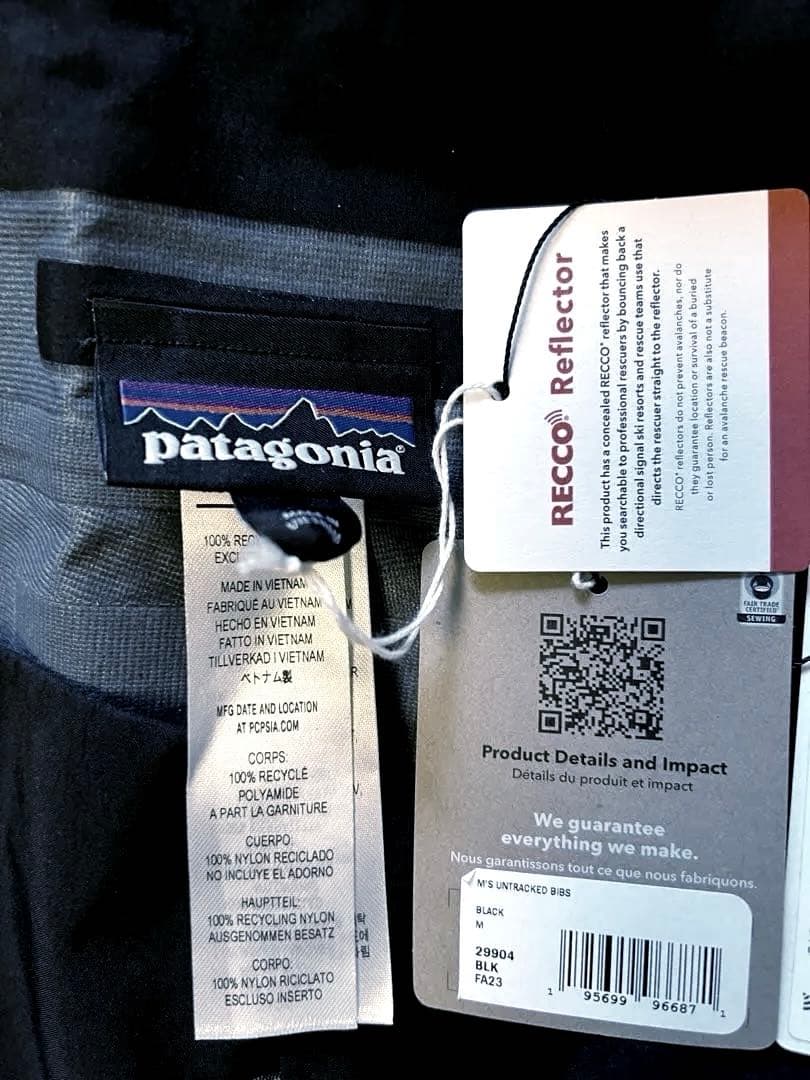 patagonia®
100%
MADE IN VIETNAM
FABRIQUÉ AU VIETNAM
HECHO EN VIETNAM
FATTO IN VIETNAM
TILLVERKAD I VIETNAM
ベトナム製
MFG DATE AND LOCATION
AT PCPSIA.COM
CORPS:
100% RECYCLÉ
POLYAMIDE
A PART LA GARNITURE
CUERPO:
100% NYLON RECICLADO
NO INCLUYE EL ADORNO
HAUPTTEIL:
100% RECYCLING NYLON
AUSGENOMMEN BESATZ
CORPO:
100% NYLON RICICLATO
ESCLUSO INSERTO
RECCO® Reflector
This product has a concealed RECCO® reflector that makes
you searchable to professional rescuers by bouncing back a
directional signal ski resorts and rescue teams use that
directs the rescuer straight to the reflector.
RECCO® reflectors do not prevent avalanches, nor do
they guarantee location or survival of a buried
or lost person. Reflectors are also not a substitute
for an avalanche rescue beacon.
FAIR TRADE
CERTIFIED
SEWING
Product Details and Impact
Détails du produit et impact
We guarantee
everything we make.
Nous garantissons tout ce que nous fabriquons.
M'S UNTRACKED BIBS
BLACK
M
29904
BLK
FA23
1 95699 96687 1